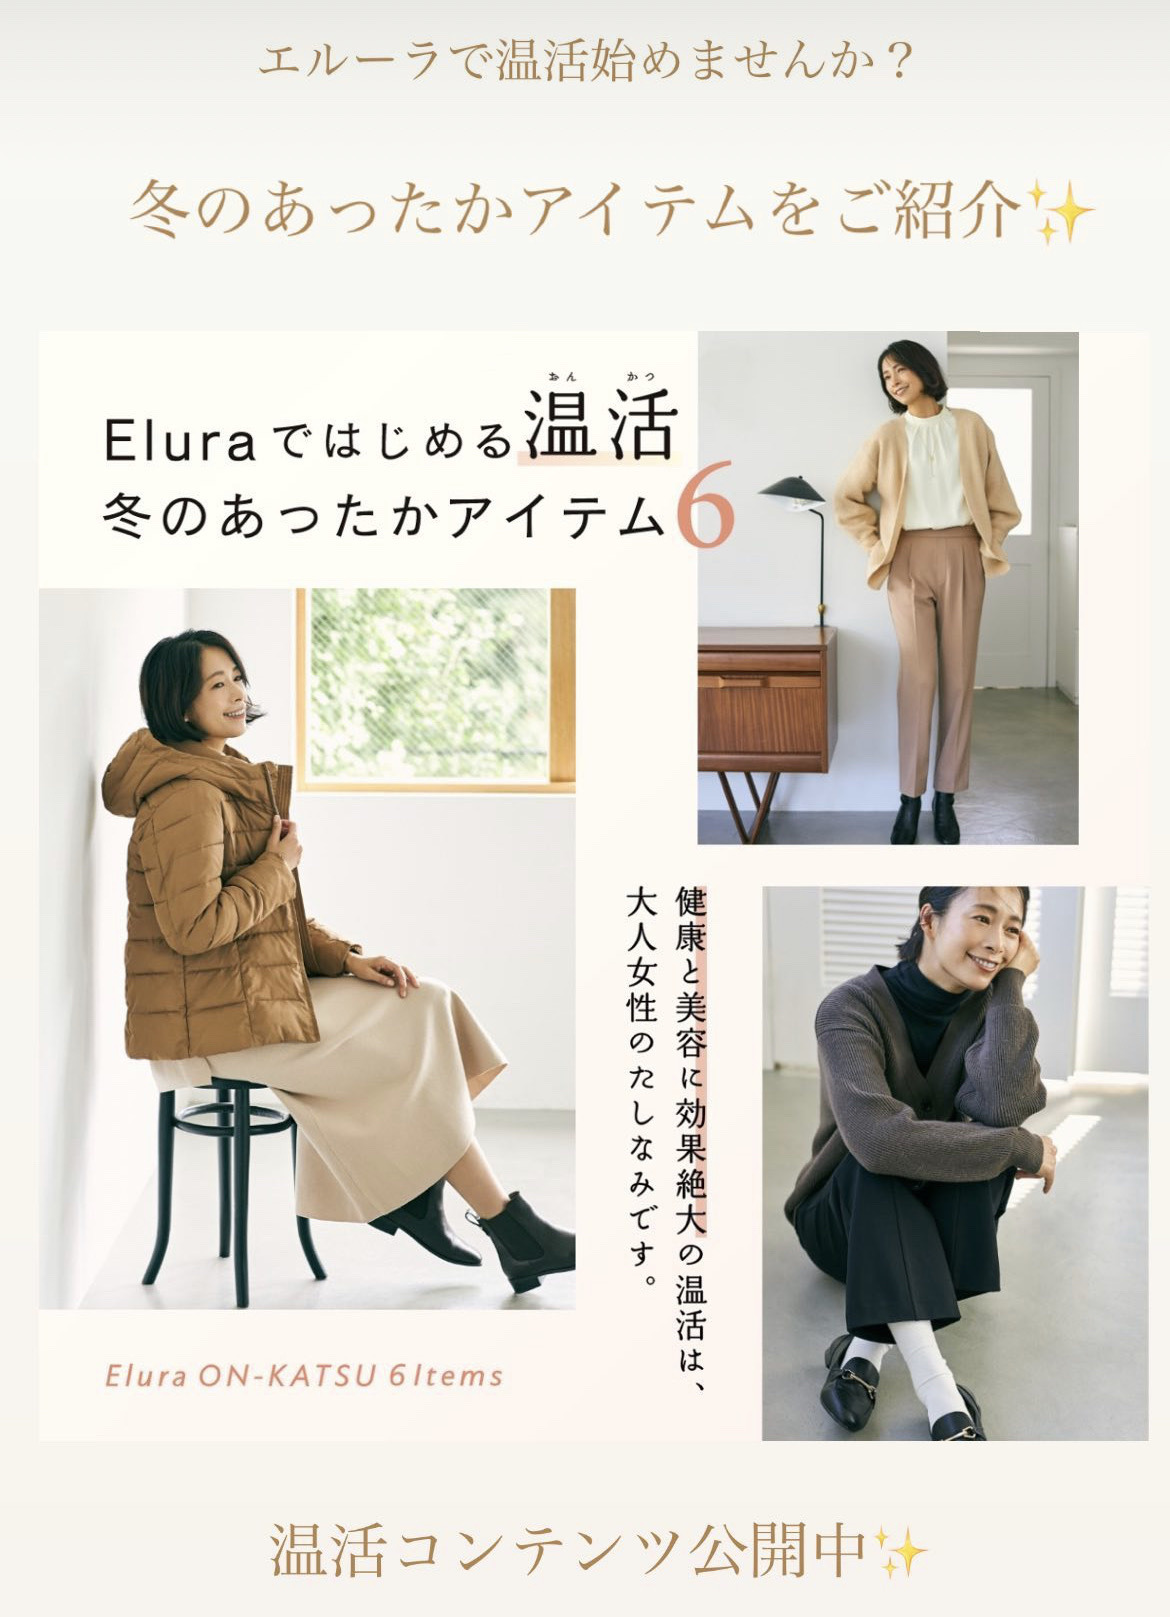 エルーラで温活始めませんか？
冬のあったかアイテムをご紹介✨
おん かつ
Eluraではじめる温活
冬のあったかアイテム6
健康と美容に効果絶大の温活は、
大人女性のたしなみです。
Elura ON-KATSU 6Items
温活コンテンツ公開中✨